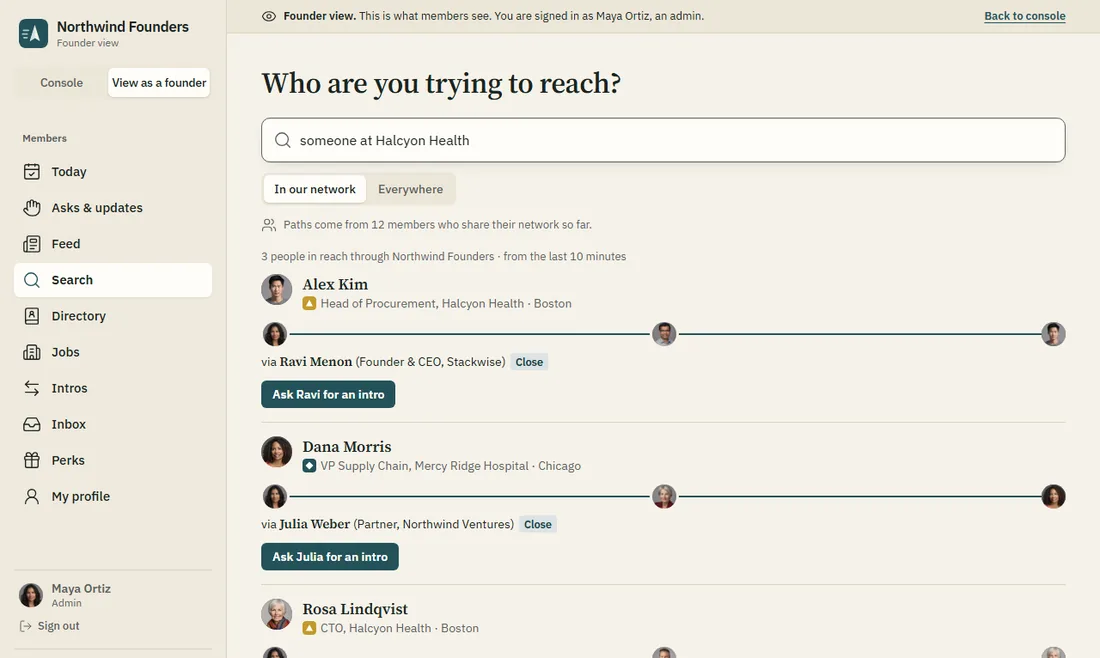 Northwind Founders
Founder view
Console
View as a founder
Members
Today
Asks & updates
Feed
Search
Directory
Jobs
Intros
Inbox
Perks
My profile
Maya Ortiz
Admin
Sign out
Founder view. This is what members see. You are signed in as Maya Ortiz, an admin.
Back to console
Who are you trying to reach?
someone at Halcyon Health
In our network
Everywhere
Paths come from 12 members who share their network so far.
3 people in reach through Northwind Founders · from the last 10 minutes
Alex Kim
Head of Procurement, Halcyon Health · Boston
via Ravi Menon (Founder & CEO, Stackwise) Close
Ask Ravi for an intro
Dana Morris
VP Supply Chain, Mercy Ridge Hospital · Chicago
via Julia Weber (Partner, Northwind Ventures) Close
Ask Julia for an intro
Rosa Lindqvist
CTO, Halcyon Health · Boston